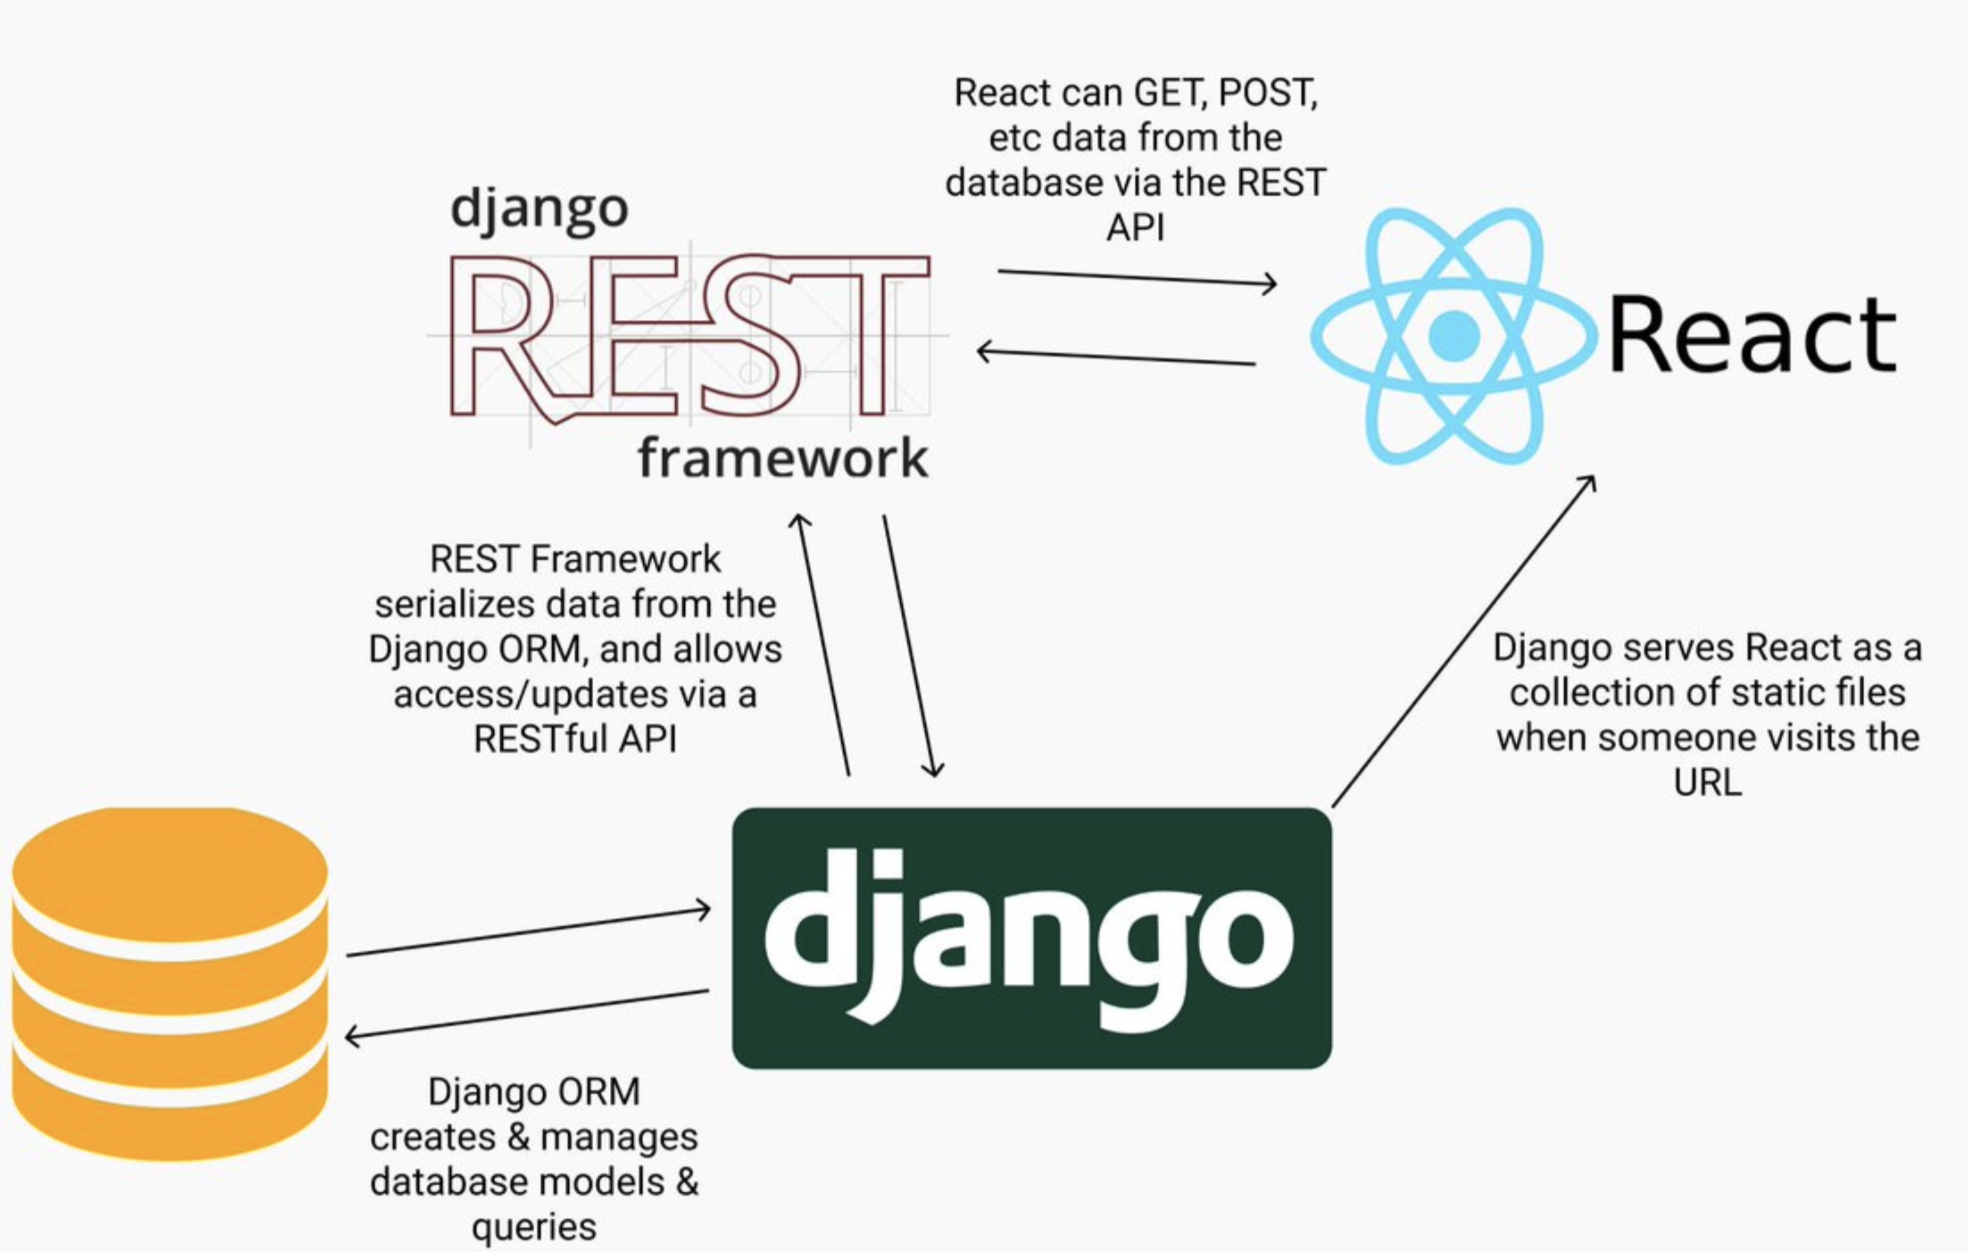 React can GET, POST,
etc data from the
database via the REST
API
django
REST
framework
React
REST Framework
serializes data from the
Django ORM, and allows
access/updates via a
RESTful API
Django serves React as a
collection of static files
when someone visits the
URL
django
Django ORM
creates & manages
database models &
queries